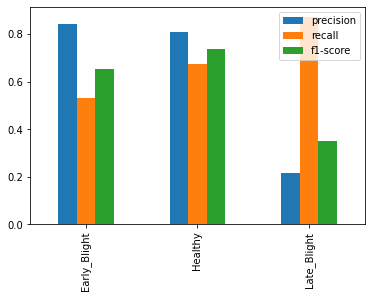 precision
recall
f1-score
0.8
0.6
0.4
0.2
0.0
Early_Blight
Healthy
Late_Blight